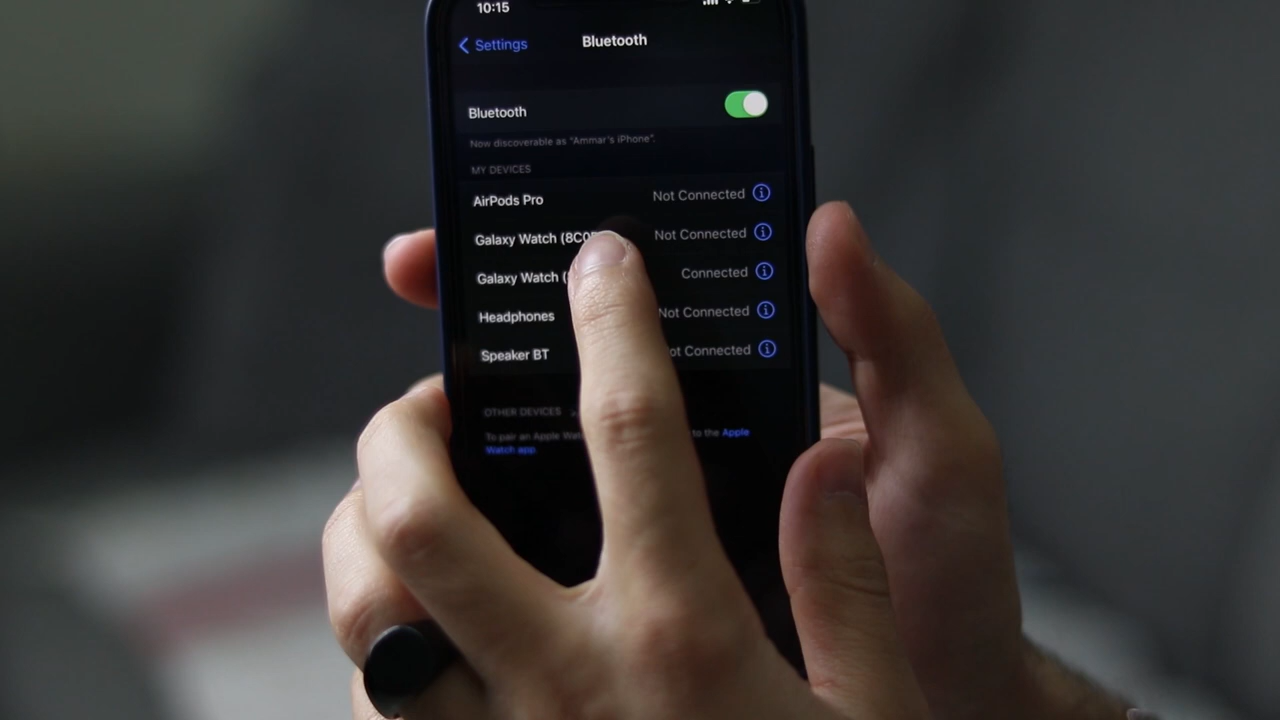 10:15
Settings
Bluetooth
Bluetooth
Now discoverable as "Ammar's iPhone".
MY DEVICES
AirPods Pro Not Connected
Galaxy Watch Not Connected
Galaxy Watch Connected
Headphones Not Connected
Speaker BT Connected
OTHER DEVICES
To pair an Apple to the Apple
Watch app.